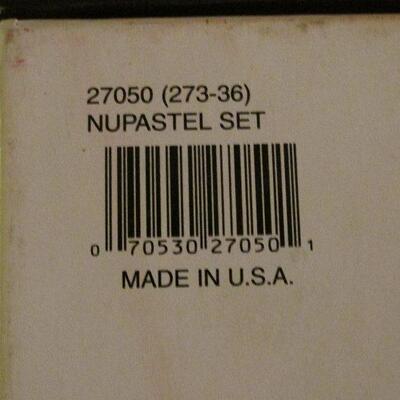 27050 (273-36)
NUPASTEL SET
0 70530 27050 1
MADE IN U.S.A.